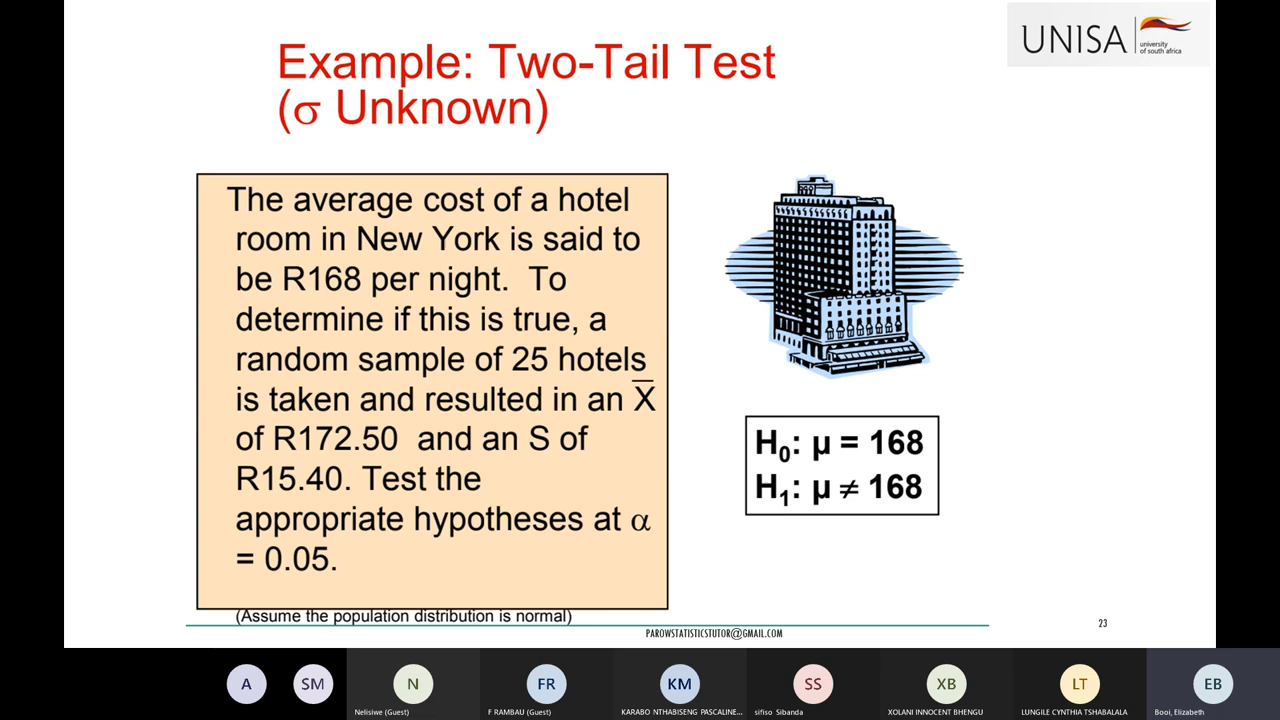 UNISA
university
of south africa
Example: Two-Tail Test
(σ Unknown)
The average cost of a hotel
room in New York is said to
be R168 per night. To
determine if this is true, a
random sample of 25 hotels
is taken and resulted in an X̅
of R172.50 and an S of
R15.40. Test the
appropriate hypotheses at α
= 0.05.
(Assume the population distribution is normal)
H₀: μ = 168
H₁: μ ≠ 168
PAROWSTATISTICSTUTOR@GMAIL.COM
23
A
SM
N
FR
KM
SS
XB
LT
EB
Nelisiwe (Guest)
F RAMBAU (Guest)
KARABO NTHABISENG PASCALINE...
sifiso Sibanda
XOLANI INNOCENT BHENGU
LUNGILE CYNTHIA TSHABALALA
Booi, Elizabeth